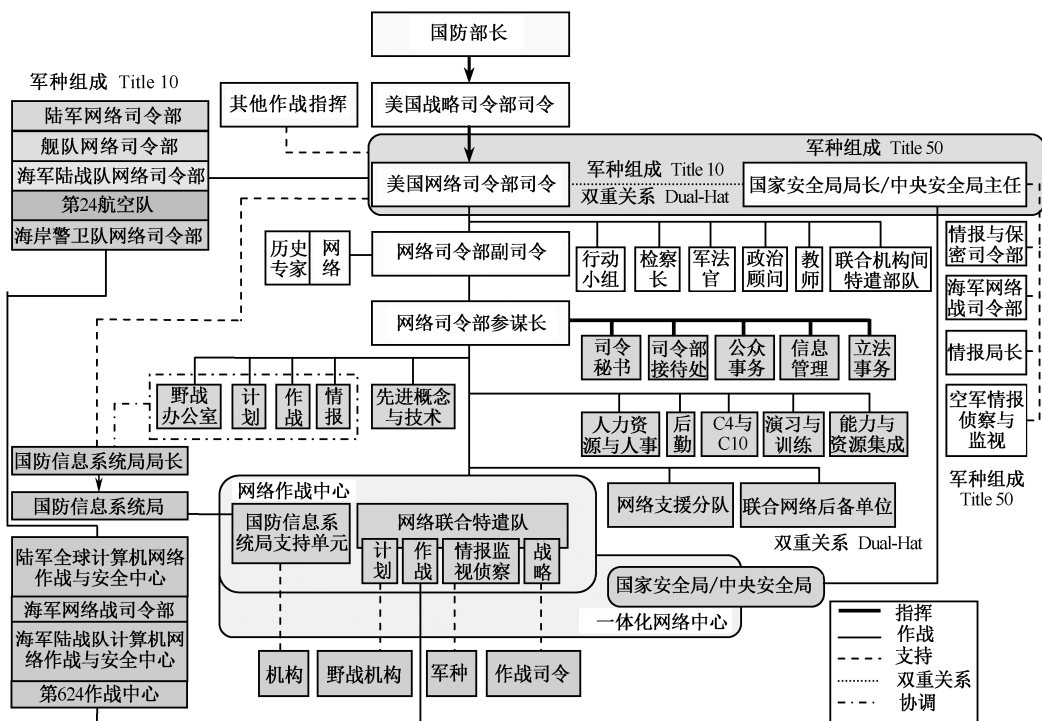 国防部长
军种组成 Title 10
陆军网络司令部
舰队网络司令部
海军陆战队网络司令部
第24航空队
海岸警卫队网络司令部
其他作战指挥
美国战略司令部司令
军种组成 Title 50
军种组成 Title 10
美国网络司令部司令
双重关系 Dual-Hat
国家安全局局长/中央安全局主任
历史
专家
网
络
网络司令部副司令
行动
小组
检察
长
军法
官
政治
顾问
教
师
联合机构间
特遣部队
情报与保
密司令部
海军网络
战司令部
情报局长
空军情报
侦察与
监视
军种组成
Title 50
网络司令部参谋长
司令
秘书
司令部
接待处
公众
事务
信息
管理
立法
事务
野战
办公室
计
划
作
战
情
报
先进概念
与技术
人力资
源与人事
后
勤
C4与
C10
演习与
训练
能力与
资源集成
国防信息系统局局长
国防信息系统局
网络作战中心
国防信息系
统局支持单元
网络联合特遣队
计
划
作
战
情报监
视侦察
战
略
网络支援分队
联合网络后备单位
双重关系 Dual-Hat
国家安全局/中央安全局
一体化网络中心
陆军全球计算机网络
作战与安全中心
海军网络战司令部
海军陆战队计算机网
络作战与安全中心
第624作战中心
机构
野战机构
军种
作战司令
指挥
作战
支持
双重关系
协调